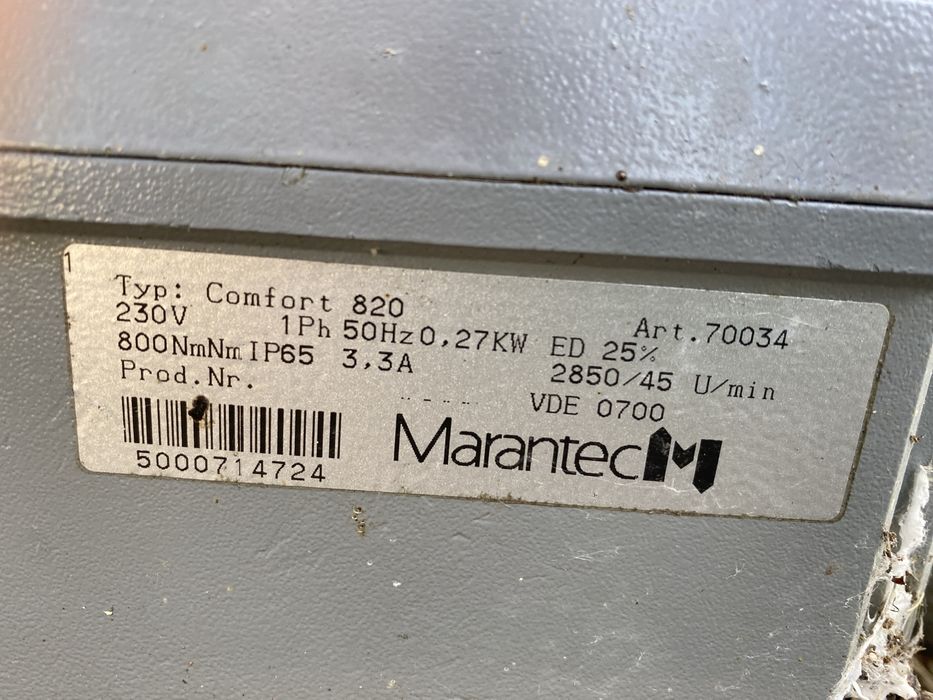 1
Typ: Comfort 820 Art.70034
230V 1Ph 50Hz 0,27KW ED 25%
800NmNm IP65 3,3A 2850/45 U/min
Prod.Nr. VDE 0700
5000714724
Marantec